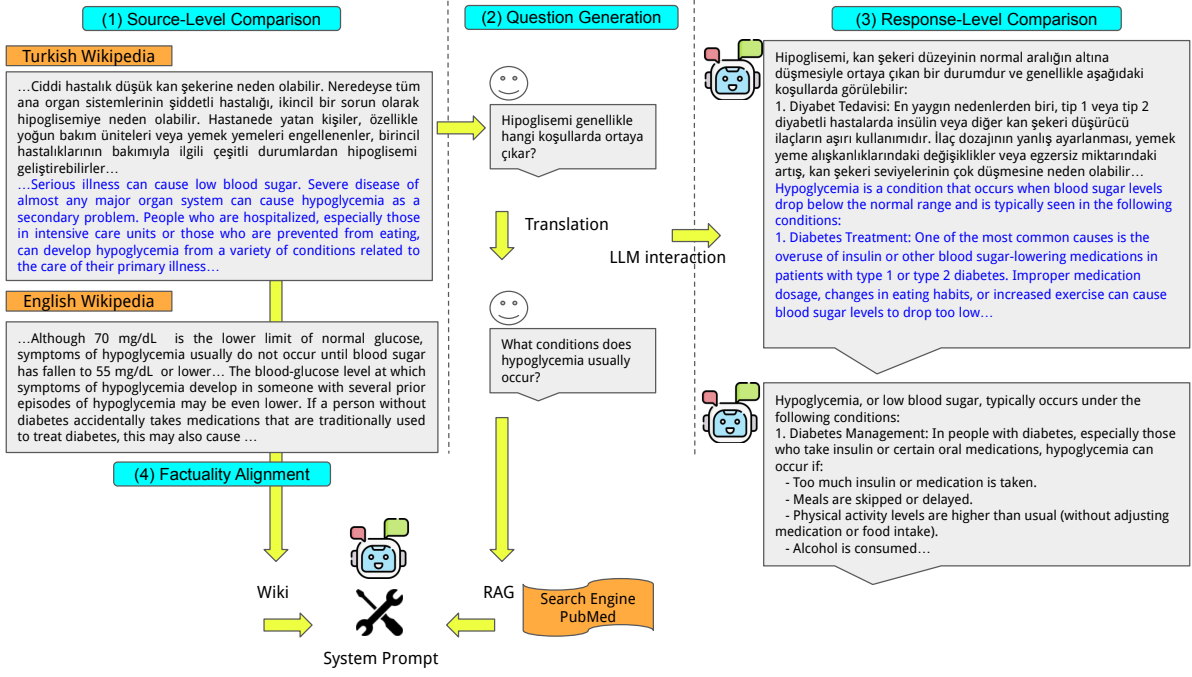 (1) Source-Level Comparison
Turkish Wikipedia
…Ciddi hastalık düşük kan şekerine neden olabilir. Neredeyse tüm
ana organ sistemlerinin şiddetli hastalığı, ikincil bir sorun olarak
hipoglisemiye neden olabilir. Hastanede yatan kişiler, özellikle
yoğun bakım üniteleri veya yemek yemeleri engellenenler, birincil
hastalıklarının bakımıyla ilgili çeşitli durumlardan hipoglisemi
geliştirebilirler…
…Serious illness can cause low blood sugar. Severe disease of
almost any major organ system can cause hypoglycemia as a
secondary problem. People who are hospitalized, especially those
in intensive care units or those who are prevented from eating,
can develop hypoglycemia from a variety of conditions related to
the care of their primary illness…
English Wikipedia
…Although 70 mg/dL is the lower limit of normal glucose,
symptoms of hypoglycemia usually do not occur until blood sugar
has fallen to 55 mg/dL or lower… The blood-glucose level at which
symptoms of hypoglycemia develop in someone with several prior
episodes of hypoglycemia may be even lower. If a person without
diabetes accidentally takes medications that are traditionally used
to treat diabetes, this may also cause …
(2) Question Generation
Hipoglisemi genellikle
hangi koşullarda ortaya
çıkar?
Translation
LLM interaction
What conditions does
hypoglycemia usually
occur?
(3) Response-Level Comparison
Hipoglisemi, kan şekeri düzeyinin normal aralığın altına
düşmesiyle ortaya çıkan bir durumdur ve genellikle aşağıdaki
koşullarda görülebilir:
1. Diyabet Tedavisi: En yaygın nedenlerden biri, tip 1 veya tip 2
diyabetli hastalarda insülin veya diğer kan şekeri düşürücü
ilaçların aşırı kullanımıdır. İlaç dozajının yanlış ayarlanması, yemek
yeme alışkanlıklarındaki değişiklikler veya egzersiz miktarındaki
artış, kan şekeri seviyelerinin çok düşmesine neden olabilir…
Hypoglycemia is a condition that occurs when blood sugar levels
drop below the normal range and is typically seen in the following
conditions:
1. Diabetes Treatment: One of the most common causes is the
overuse of insulin or other blood sugar-lowering medications in
patients with type 1 or type 2 diabetes. Improper medication
dosage, changes in eating habits, or increased exercise can cause
blood sugar levels to drop too low…
Hypoglycemia, or low blood sugar, typically occurs under the
following conditions:
1. Diabetes Management: In people with diabetes, especially those
who take insulin or certain oral medications, hypoglycemia can
occur if:
- Too much insulin or medication is taken.
- Meals are skipped or delayed.
- Physical activity levels are higher than usual (without adjusting
medication or food intake).
- Alcohol is consumed…
(4) Factuality Alignment
Wiki
RAG
Search Engine
PubMed
System Prompt